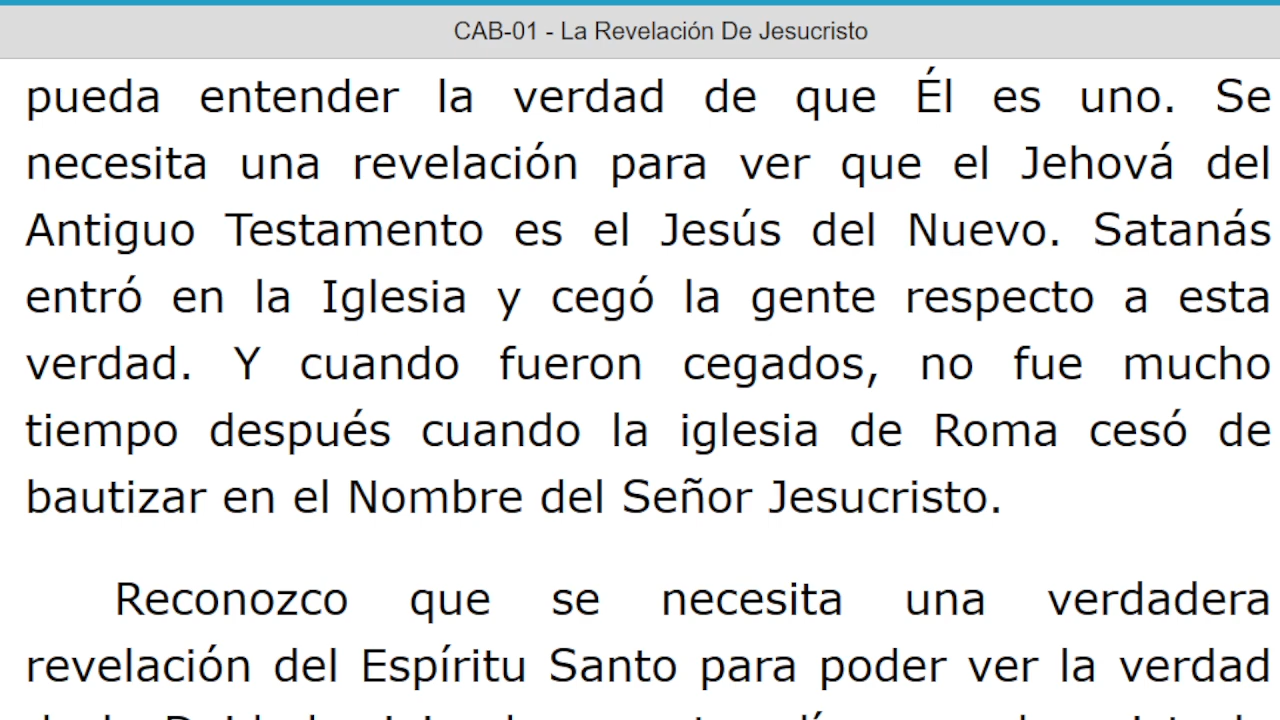 CAB-01 - La Revelación De Jesucristo
pueda entender la verdad de que Él es uno. Se
necesita una revelación para ver que el Jehová del
Antiguo Testamento es el Jesús del Nuevo. Satanás
entró en la Iglesia y cegó la gente respecto a esta
verdad. Y cuando fueron cegados, no fue mucho
tiempo después cuando la iglesia de Roma cesó de
bautizar en el Nombre del Señor Jesucristo.
Reconozco que se necesita una verdadera
revelación del Espíritu Santo para poder ver la verdad